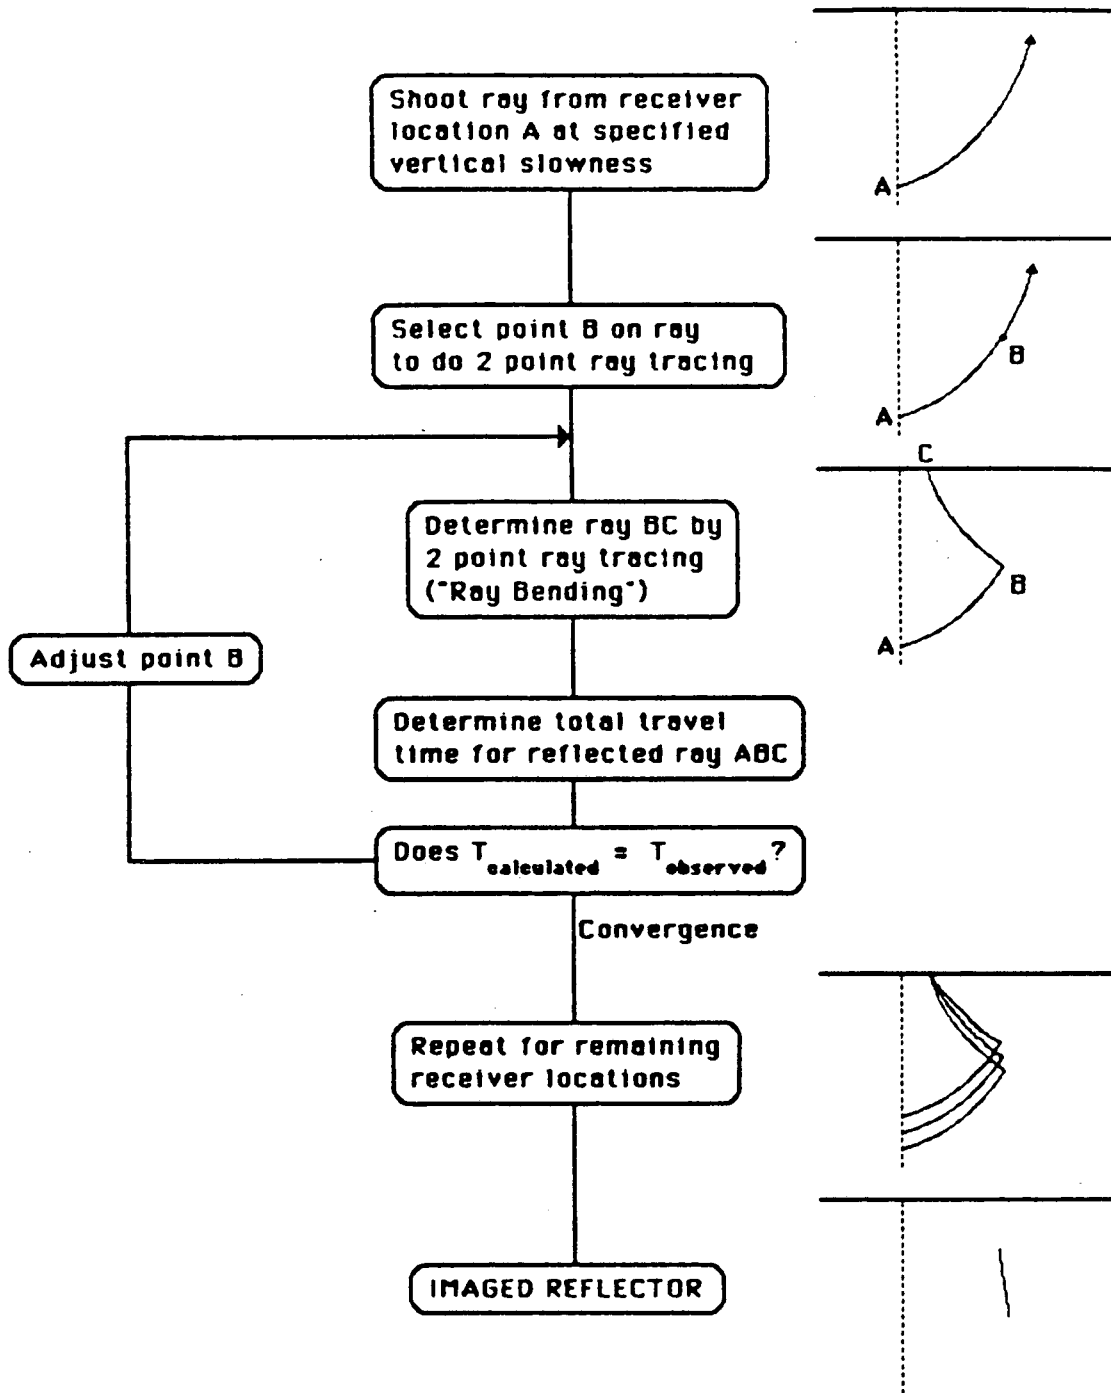 Shoot ray from receiver
location A at specified
vertical slowness
A
Select point B on ray
to do 2 point ray tracing
B
A
C
Determine ray BC by
2 point ray tracing
("Ray Bending")
B
A
Adjust point B
Determine total travel
time for reflected ray ABC
Does Tcalculated = Tobserved?
Convergence
Repeat for remaining
receiver locations
IMAGED REFLECTOR